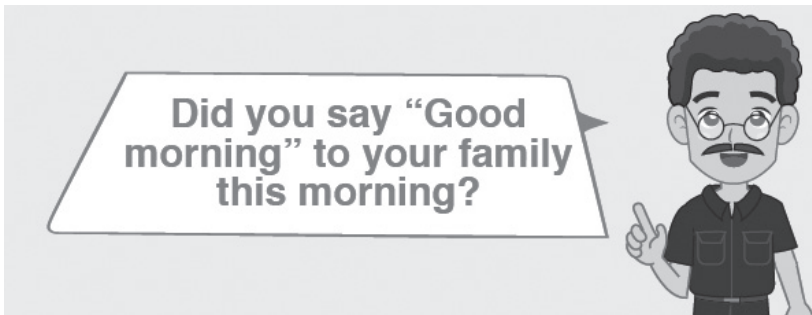 Did you say “Good
morning” to your family
this morning?